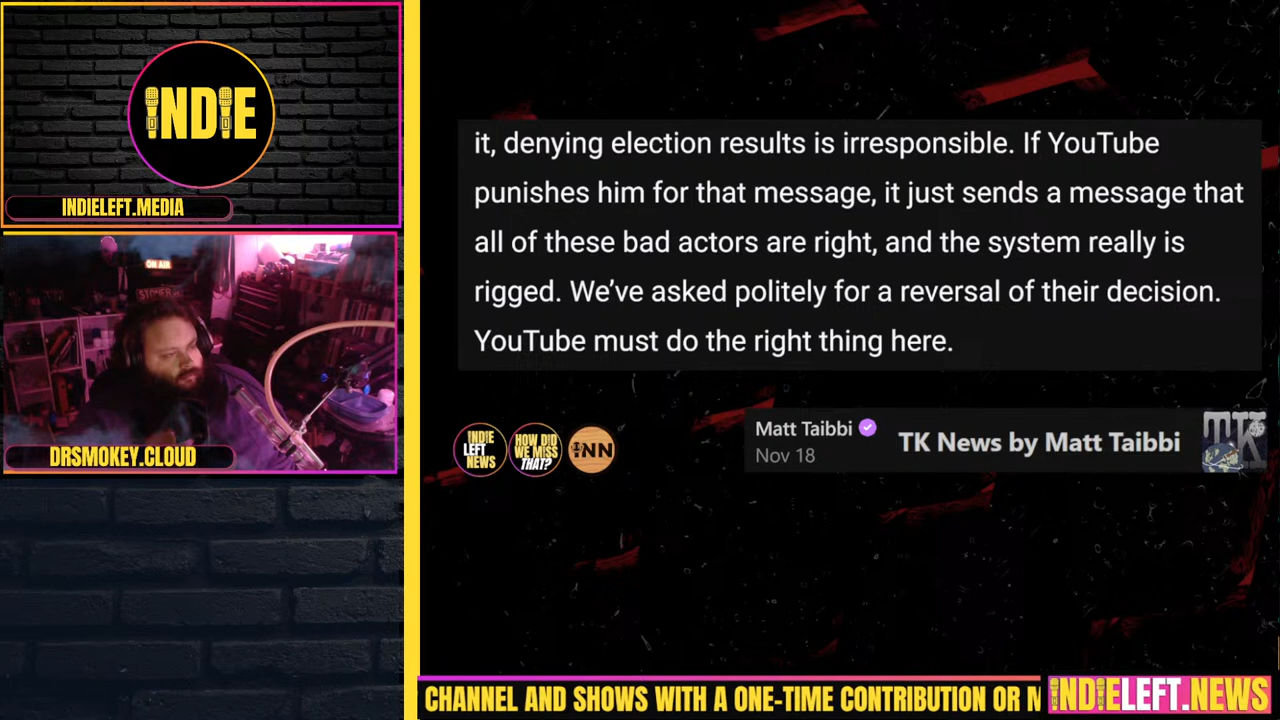 INDIE
INDIELEFT.MEDIA
ON AIR
STONER
DRSMOKEY.CLOUD
it, denying election results is irresponsible. If YouTube
punishes him for that message, it just sends a message that
all of these bad actors are right, and the system really is
rigged. We’ve asked politely for a reversal of their decision.
YouTube must do the right thing here.
INDIE
LEFT
NEWS
HOW DID
WE MISS
THAT?
INN
Matt Taibbi
Nov 18
TK News by Matt Taibbi
TK
CHANNEL AND SHOWS WITH A ONE-TIME CONTRIBUTION OR M
INDIELEFT.NEWS